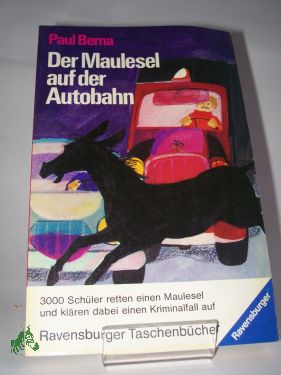 Paul Berna
Der Maulesel
auf der
Autobahn
3000 Schüler retten einen Maulesel
und klären dabei einen Kriminalfall auf
Ravensburger Taschenbücher
Ravensburger